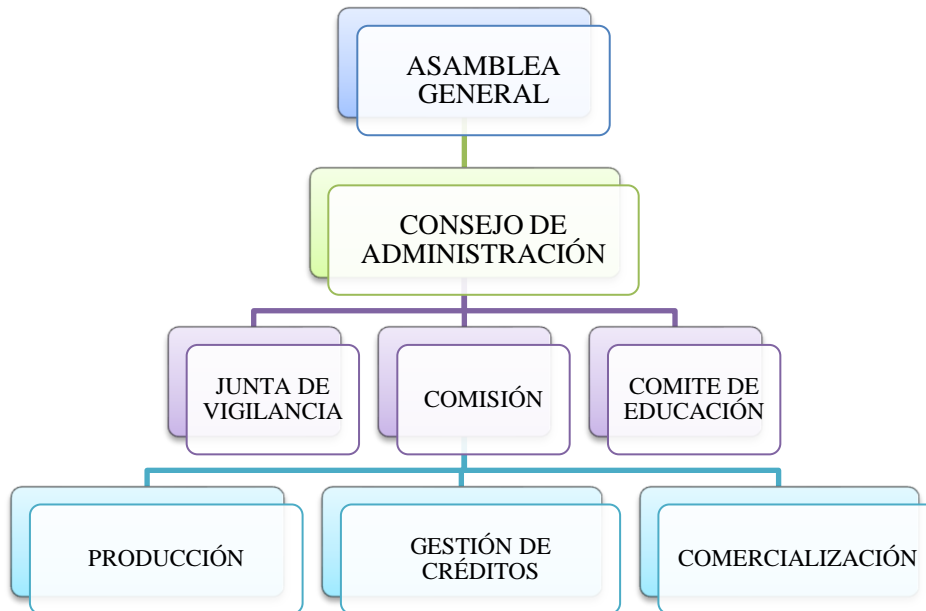 ASAMBLEA
GENERAL
CONSEJO DE
ADMINISTRACIÓN
JUNTA DE
VIGILANCIA
COMISIÓN
COMITE DE
EDUCACIÓN
PRODUCCIÓN
GESTIÓN DE
CRÉDITOS
COMERCIALIZACIÓN